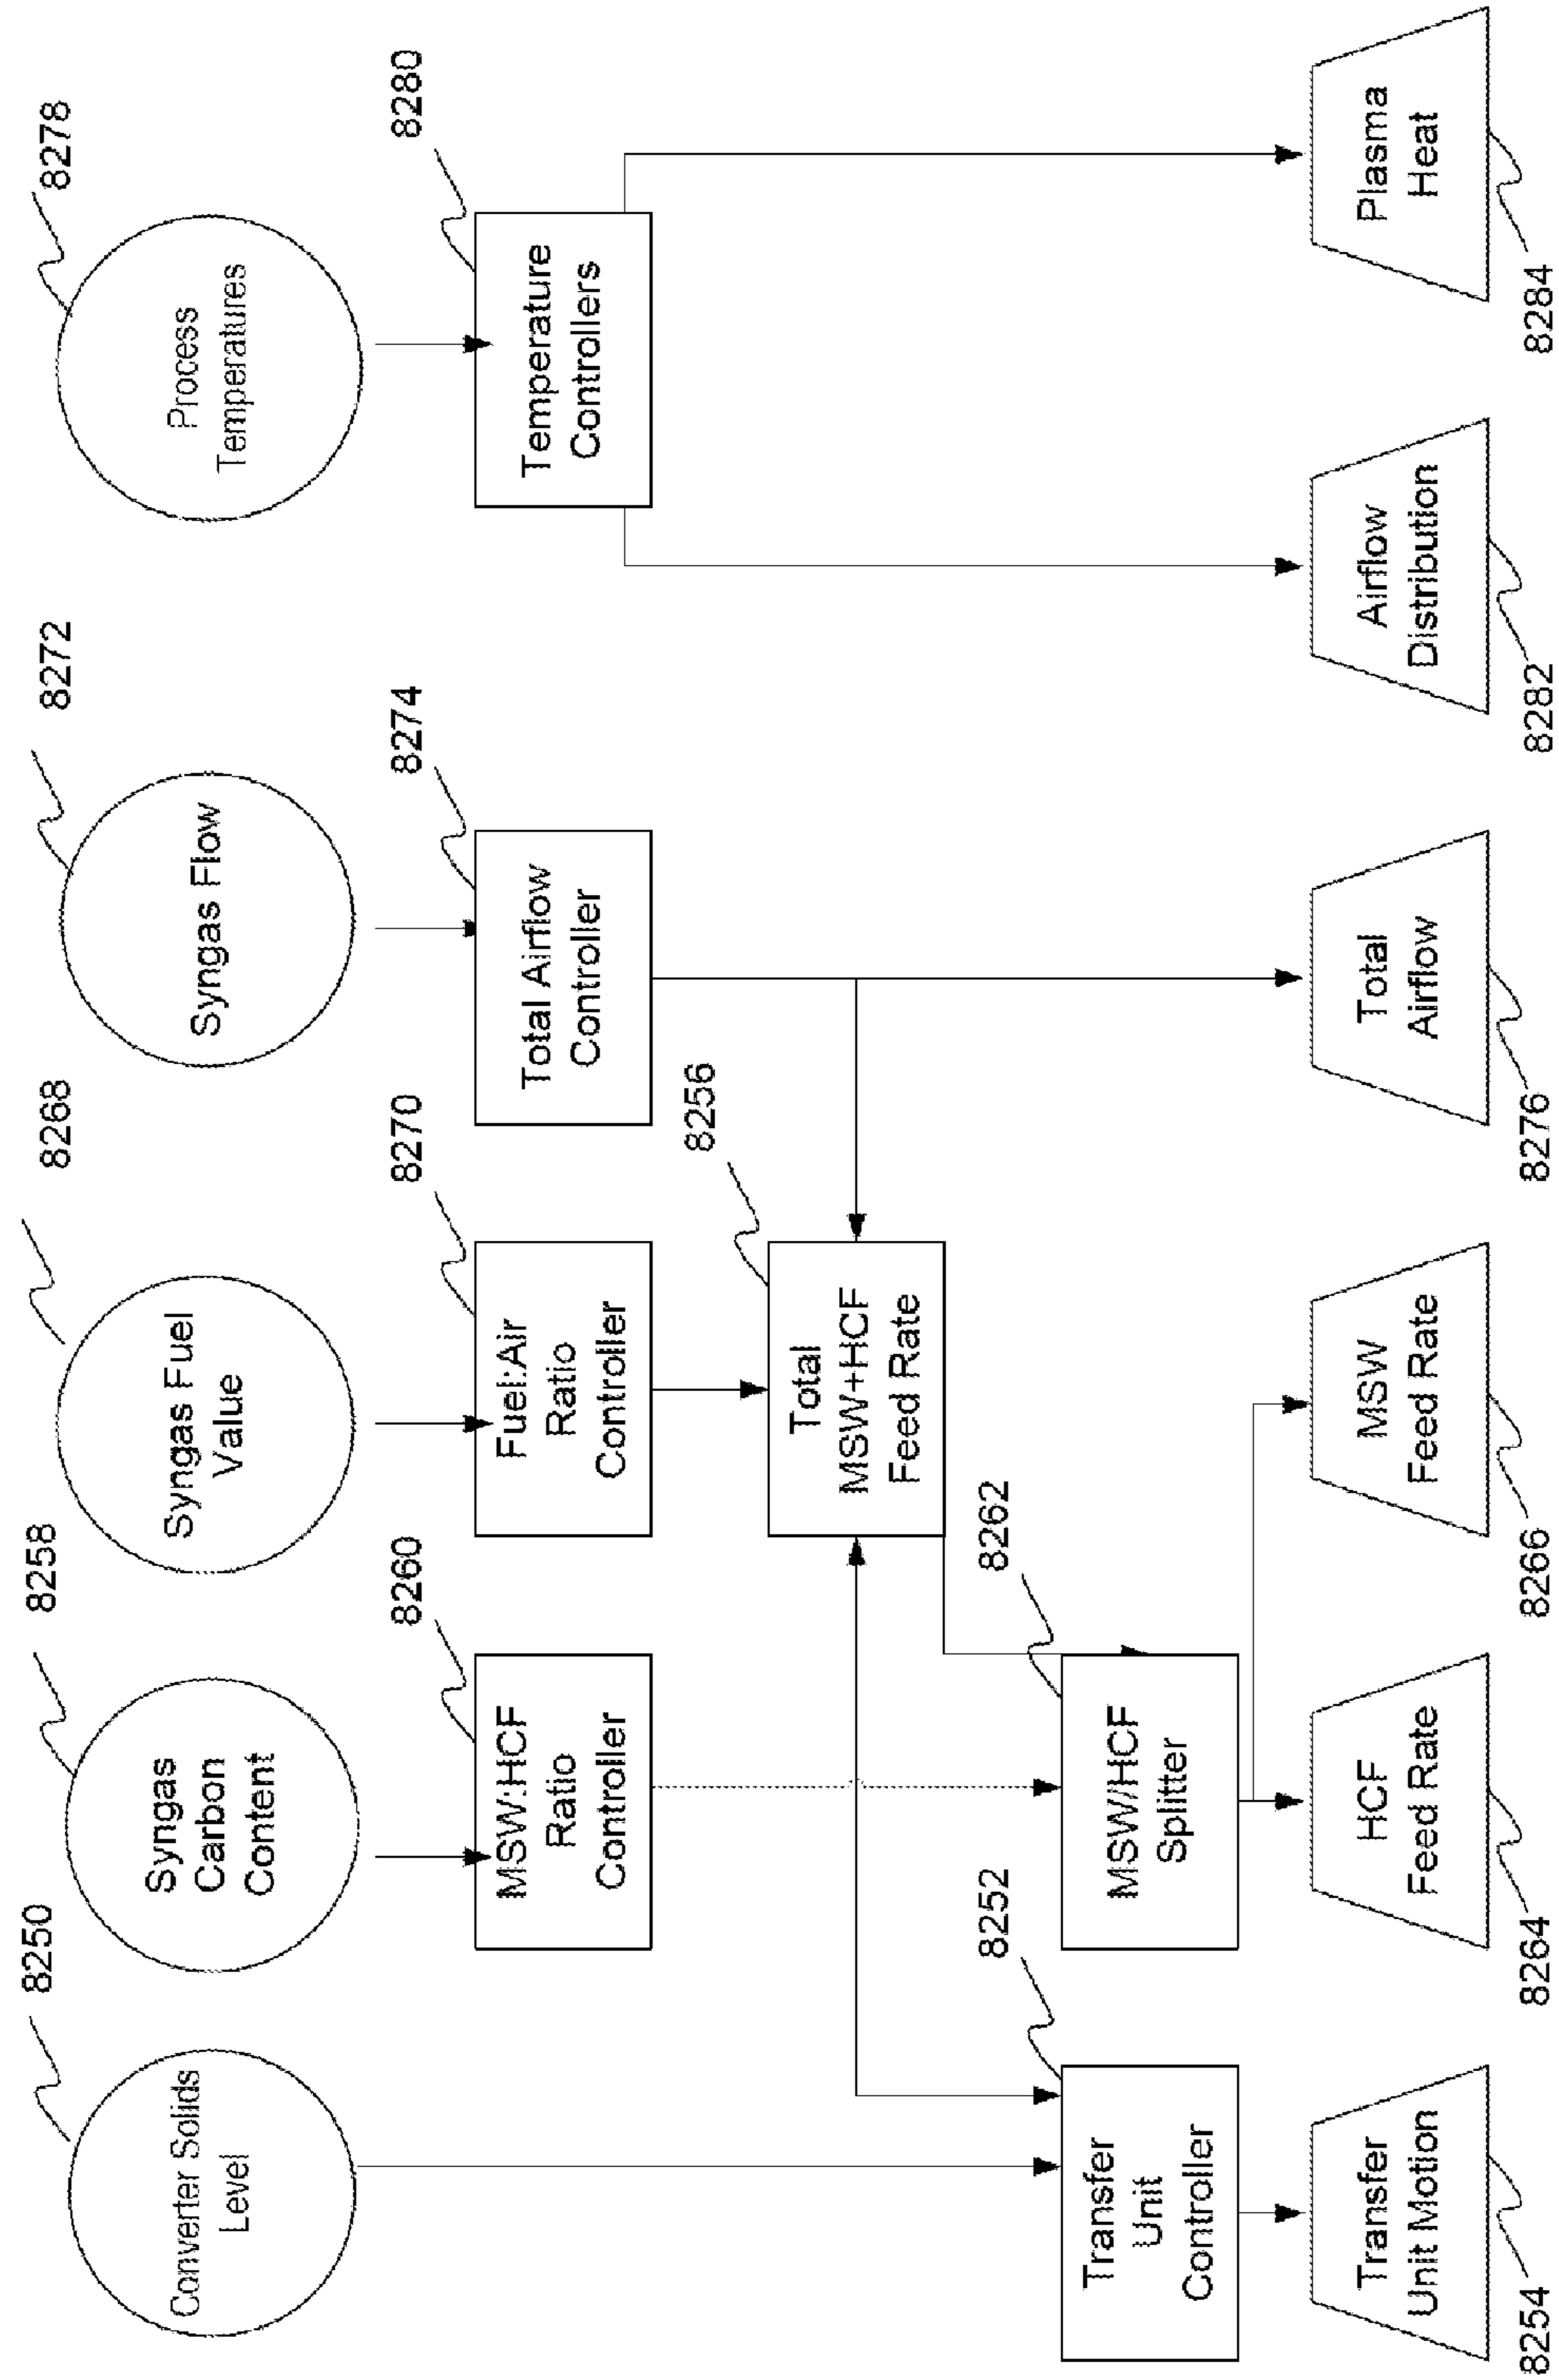 8250
8258
8268
8272
8278
Converter Solids
Level
Syngas
Carbon
Content
Syngas Fuel
Value
Syngas Flow
Process
Temperatures
8260
8270
8274
8280
MSW:HCF
Ratio
Controller
Fuel:Air
Ratio
Controller
Total Airflow
Controller
Temperature
Controllers
8256
Total
MSW+HCF
Feed Rate
8252
8262
Transfer
Unit
Controller
MSW/HCF
Splitter
Transfer
Unit Motion
HCF
Feed Rate
MSW
Feed Rate
Total
Airflow
Airflow
Distribution
Plasma
Heat
8254
8264
8266
8276
8282
8284